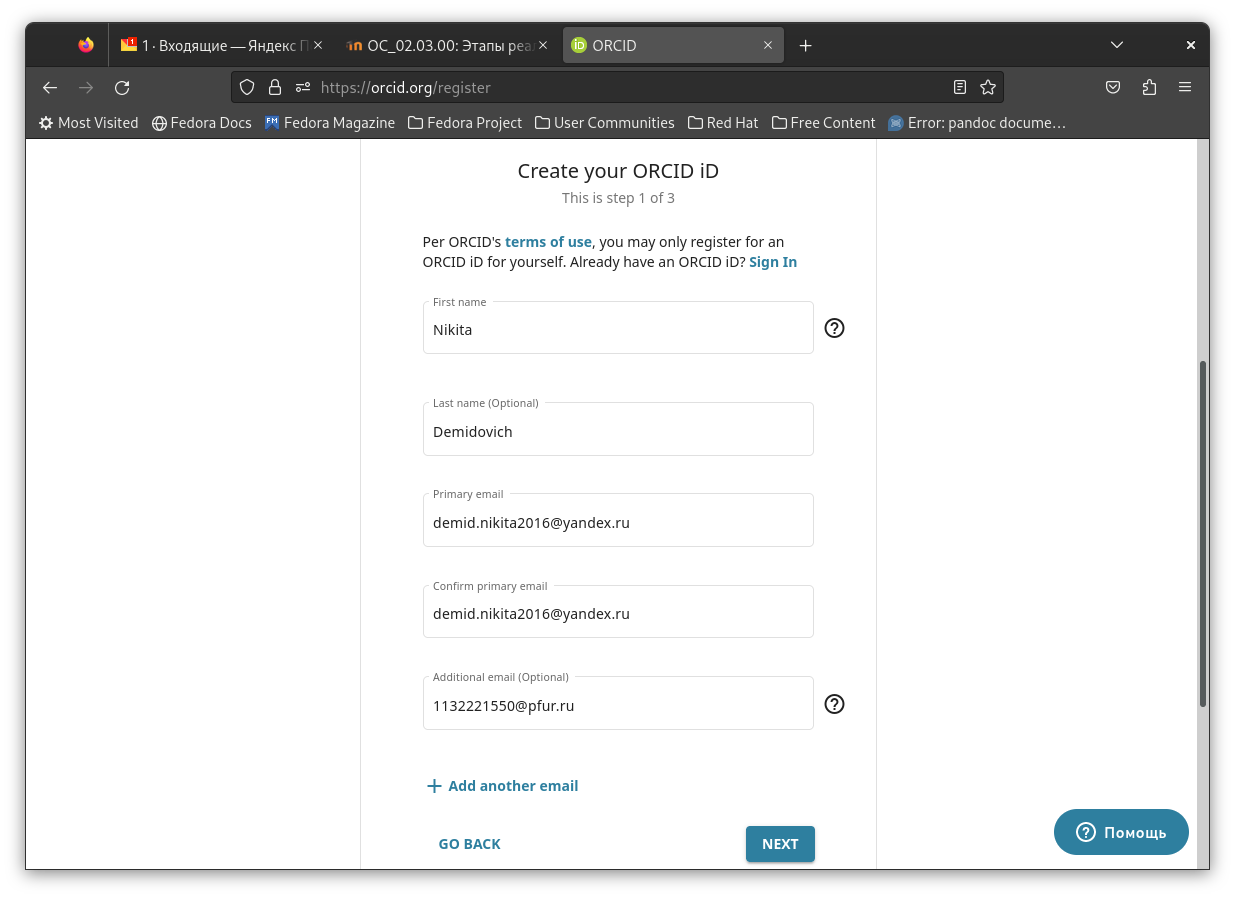 1 · Входящие — Яндекс П
ОС_02.03.00: Этапы реа
iD ORCID
https://orcid.org/register
Most Visited Fedora Docs FM Fedora Magazine Fedora Project User Communities Red Hat Free Content Error: pandoc docume…
Create your ORCID iD
This is step 1 of 3
Per ORCID's terms of use, you may only register for an
ORCID iD for yourself. Already have an ORCID iD? Sign In
First name
Nikita
Last name (Optional)
Demidovich
Primary email
demid.nikita2016@yandex.ru
Confirm primary email
demid.nikita2016@yandex.ru
Additional email (Optional)
1132221550@pfur.ru
Add another email
GO BACK NEXT
Помощь